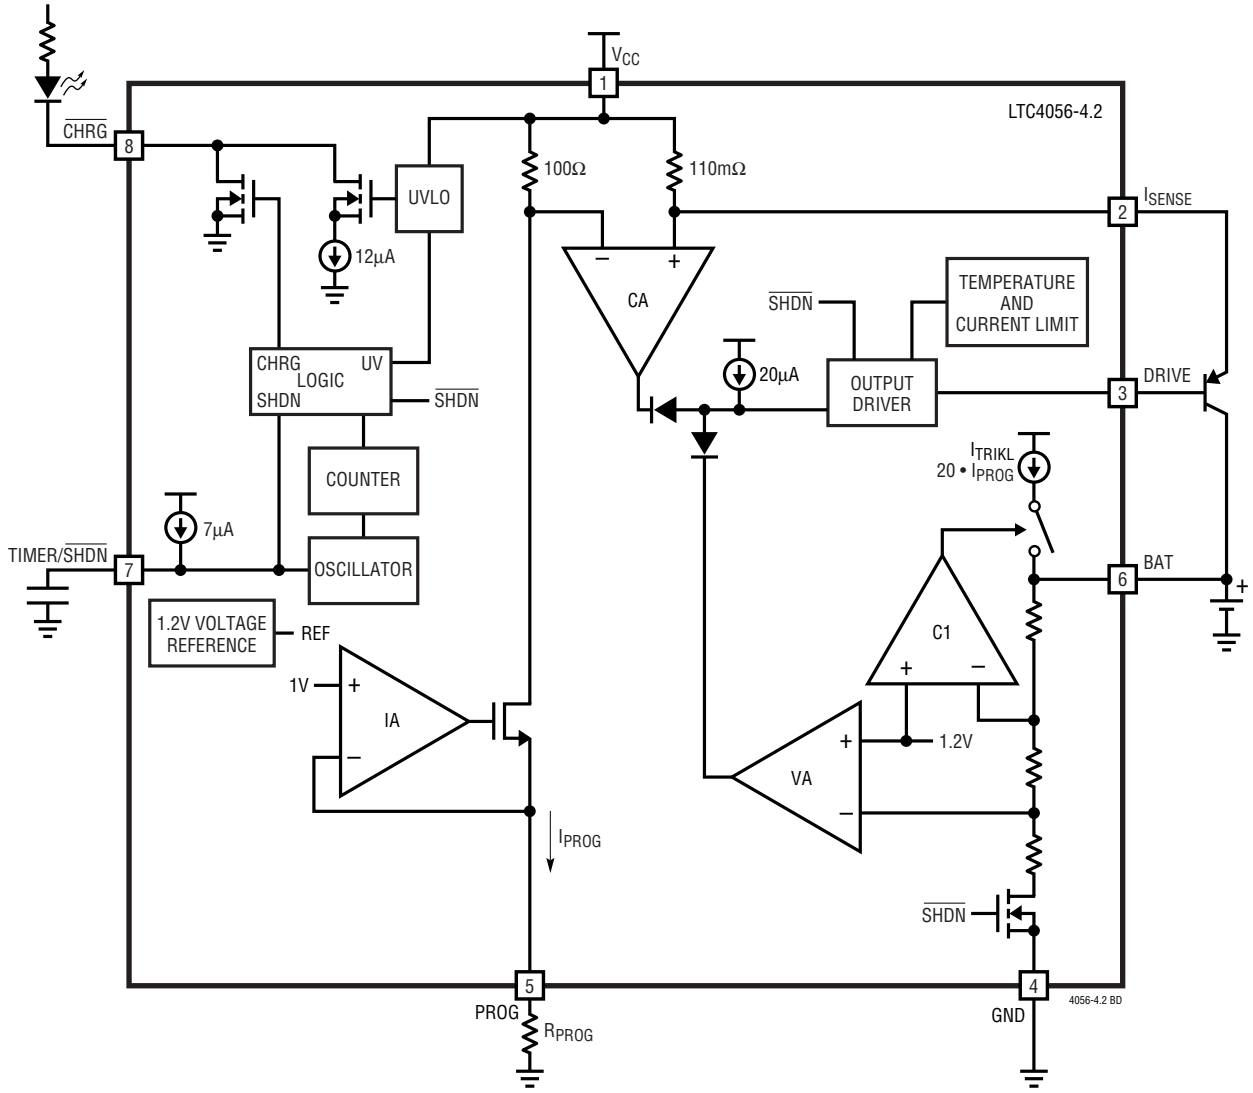 VCC
1
LTC4056-4.2
CHRG
8
100Ω
110mΩ
UVLO
ISENSE
2
12µA
− +
CA
SHDN
TEMPERATURE
AND
CURRENT LIMIT
CHRG UV
LOGIC
SHDN
SHDN
20µA
OUTPUT
DRIVER
DRIVE
3
ITRIKL
20 • IPROG
COUNTER
7µA
TIMER/SHDN
7
OSCILLATOR
BAT
6
+
1.2V VOLTAGE
REFERENCE
REF
C1
+ −
1V
+
IA
−
+
1.2V
VA
−
IPROG
SHDN
5
4
PROG
RPROG
GND
4056-4.2 BD